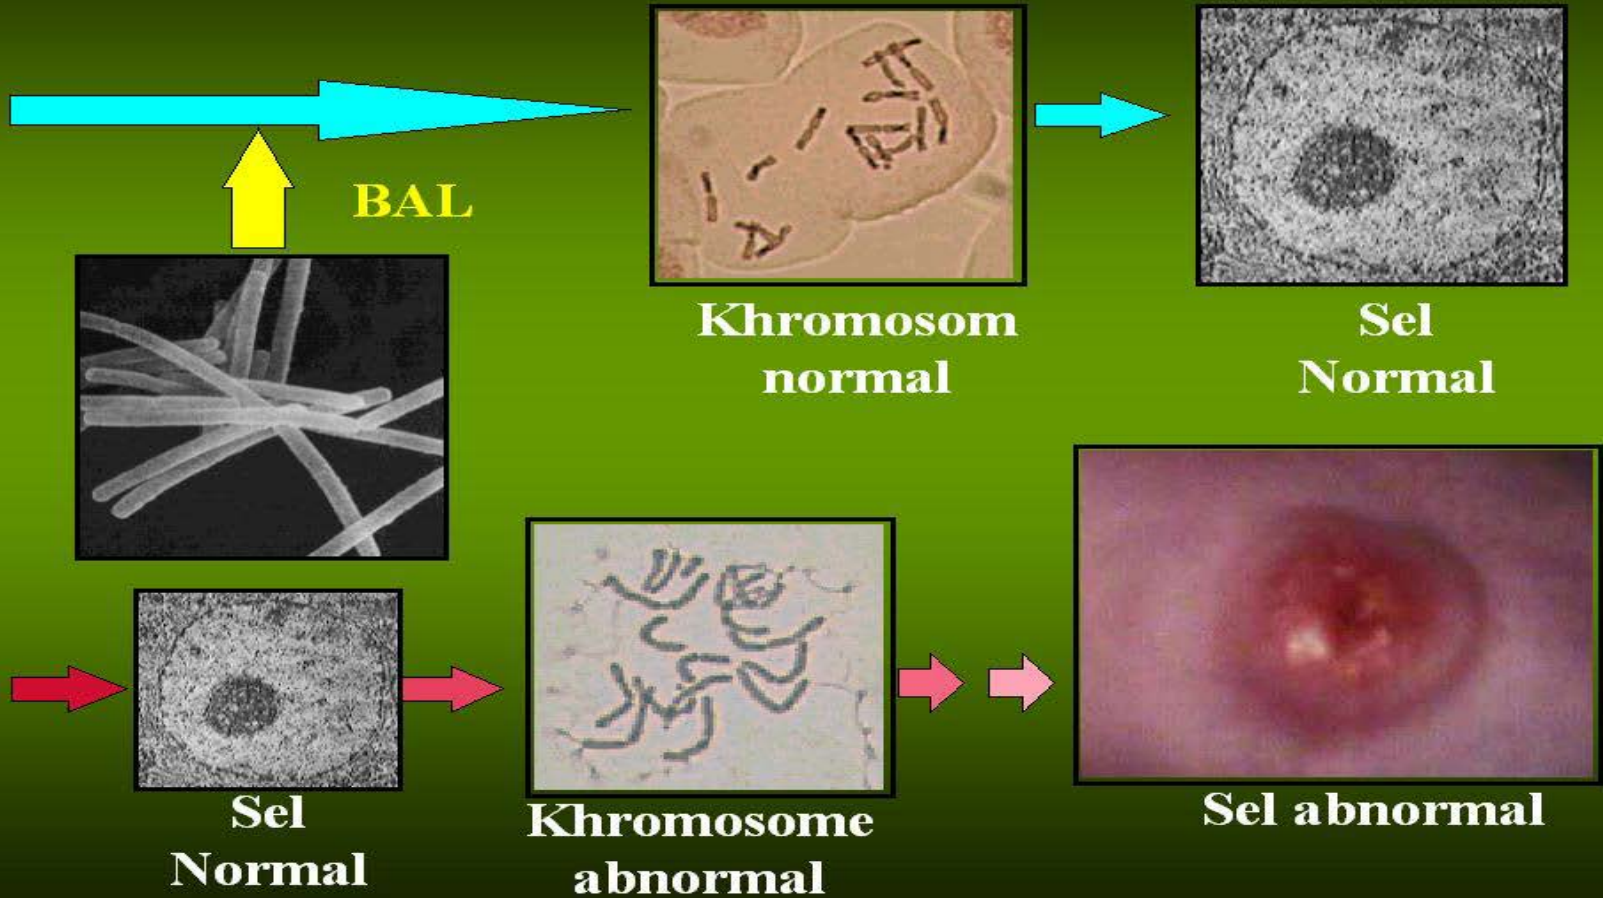 BAL
Khromosom
normal
Sel
Normal
Sel
Normal
Khromosome
abnormal
Sel abnormal